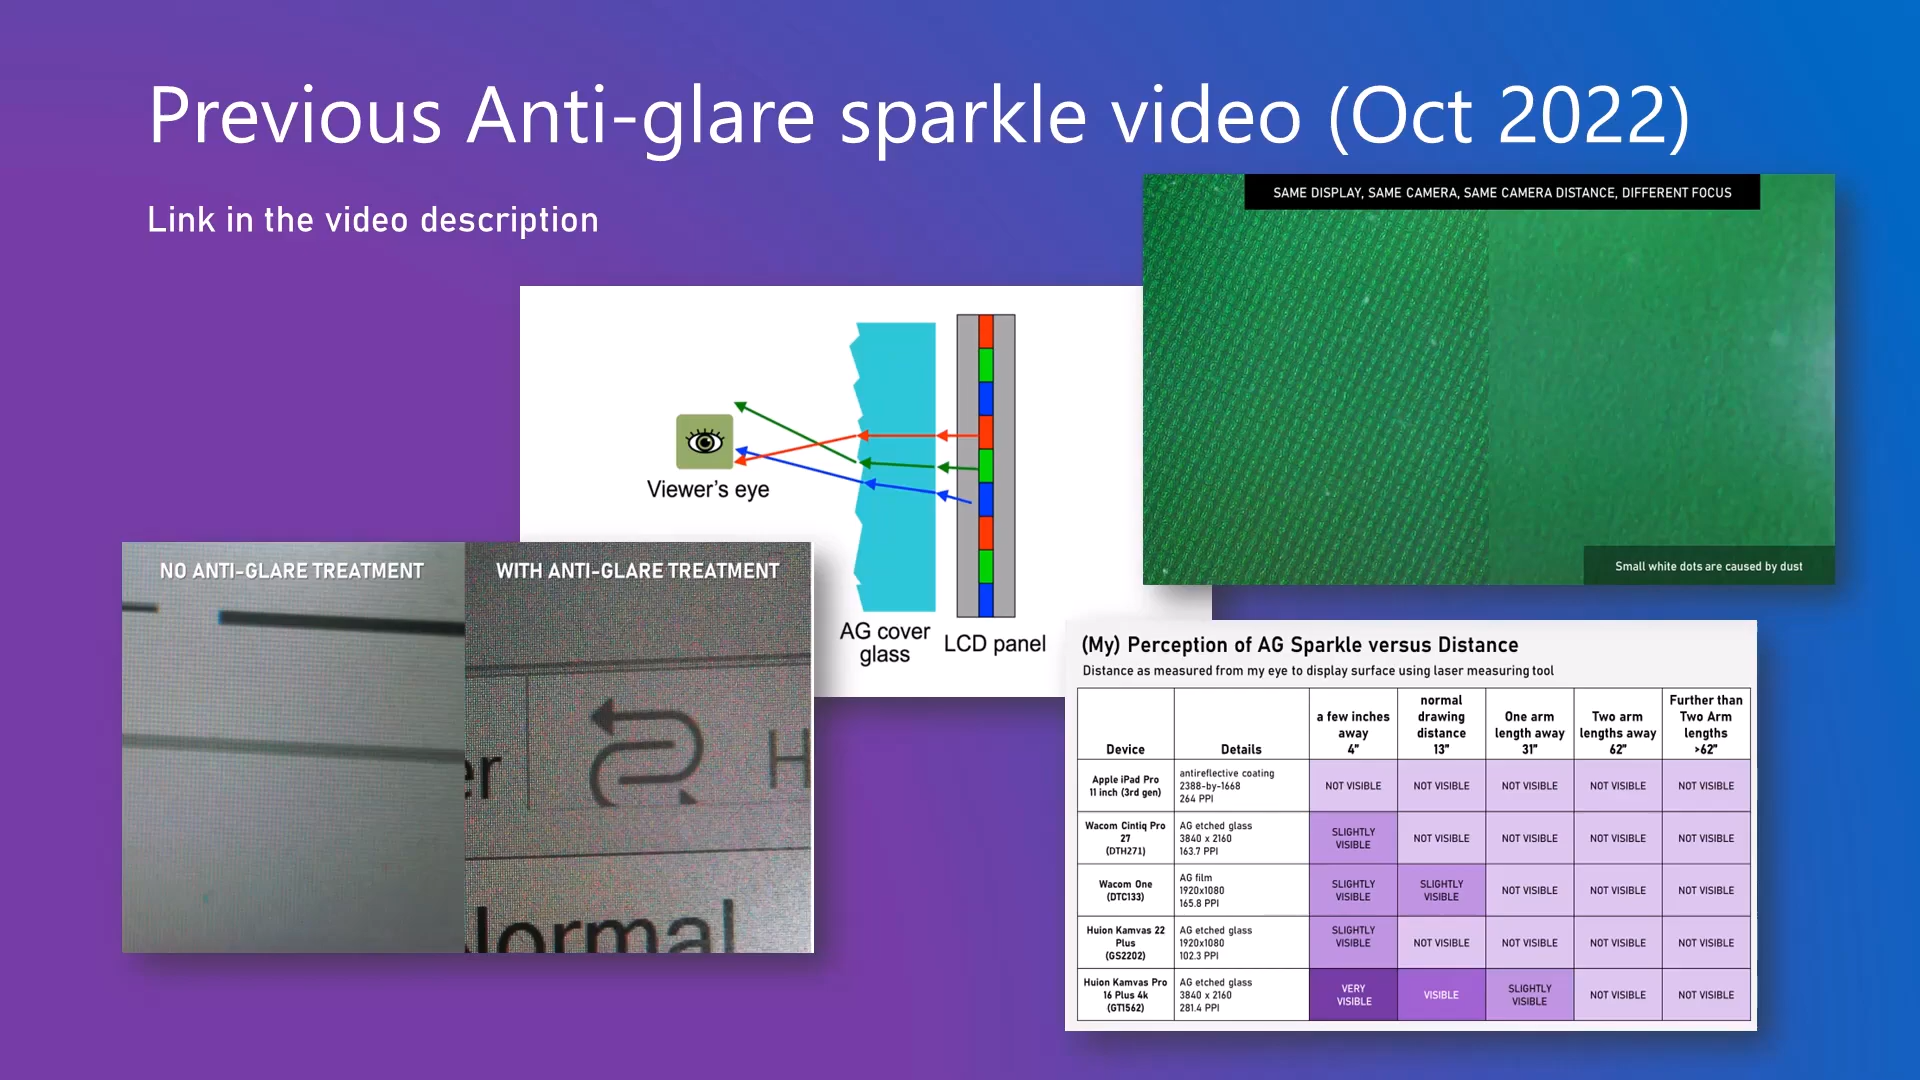 Previous Anti-glare sparkle video (Oct 2022)
Link in the video description
SAME DISPLAY, SAME CAMERA, SAME CAMERA DISTANCE, DIFFERENT FOCUS
Small white dots are caused by dust
Viewer's eye
AG cover
glass
LCD panel
NO ANTI-GLARE TREATMENT
WITH ANTI-GLARE TREATMENT
er
H
Normal
(My) Perception of AG Sparkle versus Distance
Distance as measured from my eye to display surface using laser measuring tool
Device
Details
a few inches
away
4"
normal
drawing
distance
13"
One arm
length away
31"
Two arm
lengths away
62"
Further than
Two Arm
lengths
>62"
Apple iPad Pro
11 inch (3rd gen)
antireflective coating
2388-by-1668
264 PPI
NOT VISIBLE
NOT VISIBLE
NOT VISIBLE
NOT VISIBLE
NOT VISIBLE
Wacom Cintiq Pro
27
(DTH271)
AG etched glass
3840 x 2160
163.7 PPI
SLIGHTLY
VISIBLE
NOT VISIBLE
NOT VISIBLE
NOT VISIBLE
NOT VISIBLE
Wacom One
(DTC133)
AG film
1920x1080
165.8 PPI
SLIGHTLY
VISIBLE
SLIGHTLY
VISIBLE
NOT VISIBLE
NOT VISIBLE
NOT VISIBLE
Huion Kamvas 22
Plus
(GS2202)
AG etched glass
1920x1080
102.3 PPI
SLIGHTLY
VISIBLE
NOT VISIBLE
NOT VISIBLE
NOT VISIBLE
NOT VISIBLE
Huion Kamvas Pro
16 Plus 4k
(GT1562)
AG etched glass
3840 x 2160
281.4 PPI
VERY
VISIBLE
VISIBLE
SLIGHTLY
VISIBLE
NOT VISIBLE
NOT VISIBLE